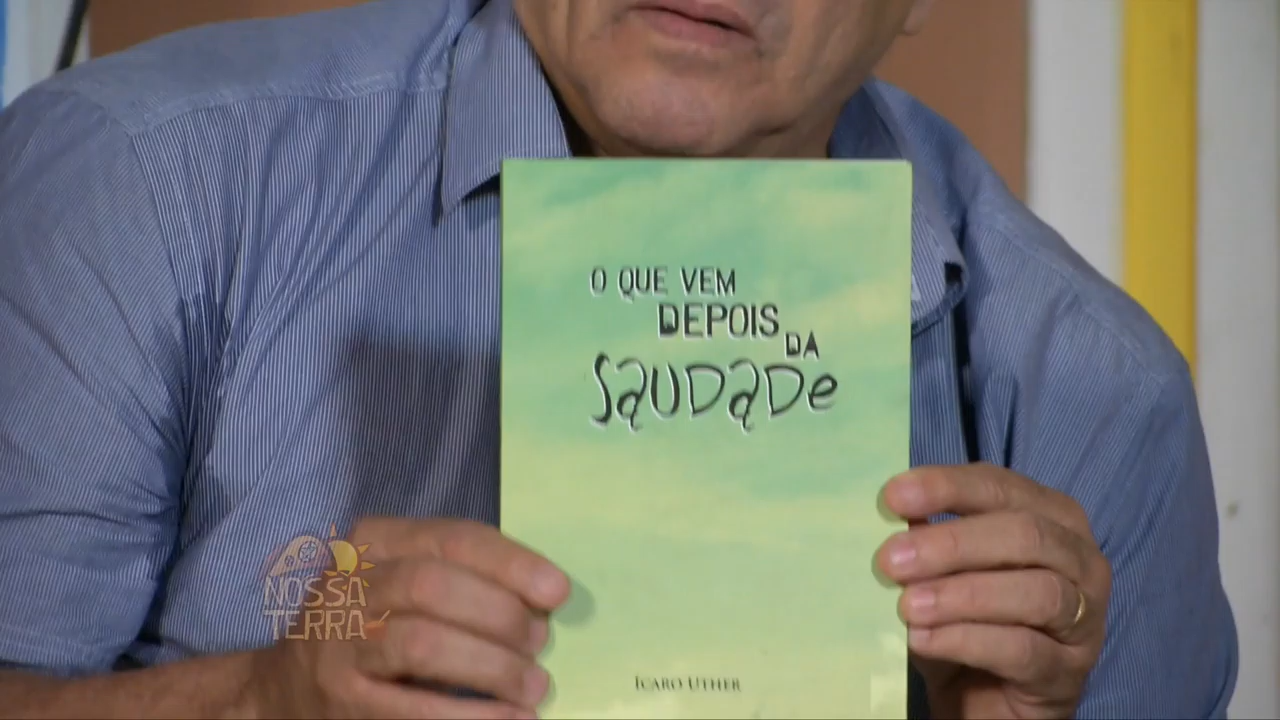 O QUE VEM
DEPOIS
DA
SAUDADE
ÍCARO UTHER
NOSSA
TERRA